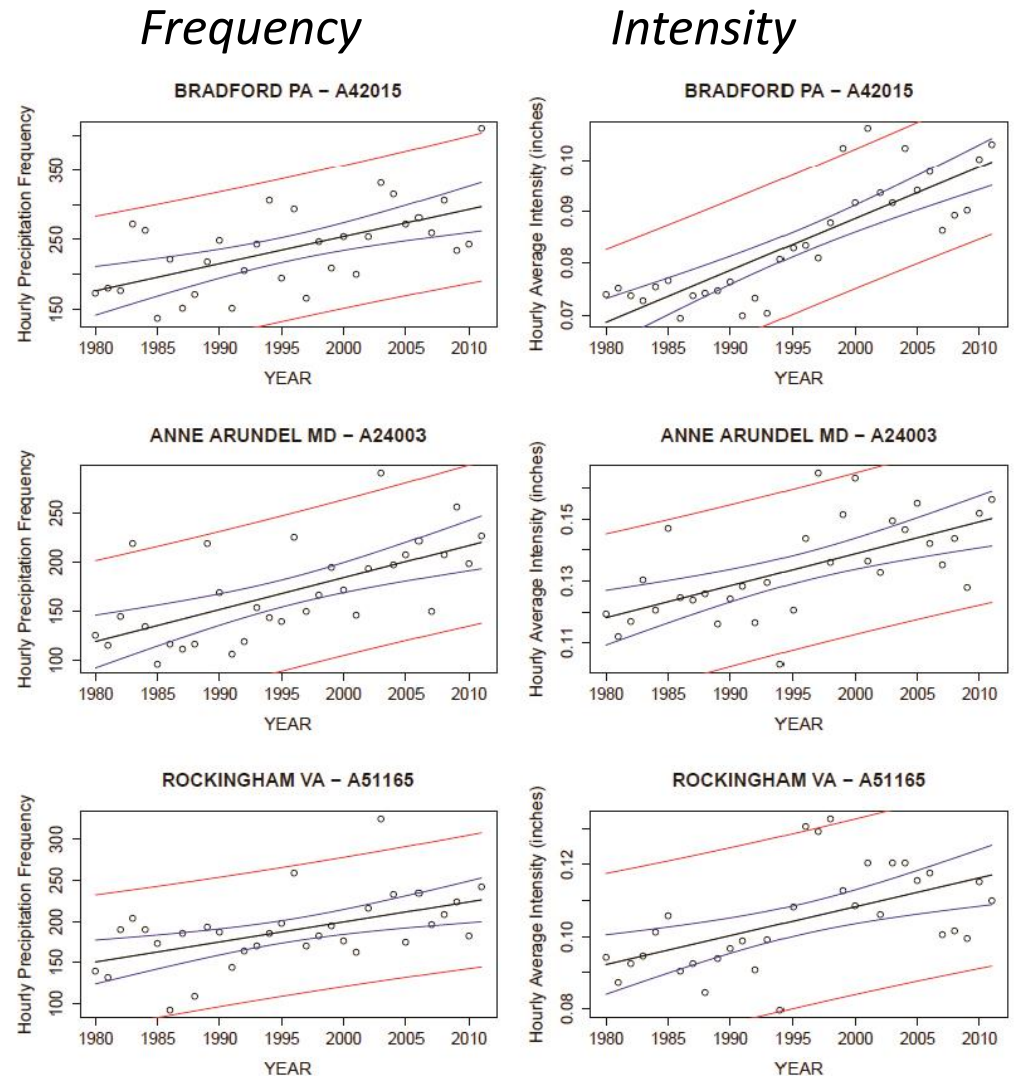 Frequency
Intensity
BRADFORD PA – A42015
Hourly Precipitation Frequency
350
250
150
1980 1985 1990 1995 2000 2005 2010
YEAR
BRADFORD PA – A42015
Hourly Average Intensity (inches)
0.10
0.09
0.08
0.07
1980 1985 1990 1995 2000 2005 2010
YEAR
ANNE ARUNDEL MD – A24003
Hourly Precipitation Frequency
250
200
150
100
1980 1985 1990 1995 2000 2005 2010
YEAR
ANNE ARUNDEL MD – A24003
Hourly Average Intensity (inches)
0.15
0.13
0.11
1980 1985 1990 1995 2000 2005 2010
YEAR
ROCKINGHAM VA – A51165
Hourly Precipitation Frequency
300
250
200
150
100
1980 1985 1990 1995 2000 2005 2010
YEAR
ROCKINGHAM VA – A51165
Hourly Average Intensity (inches)
0.12
0.10
0.08
1980 1985 1990 1995 2000 2005 2010
YEAR